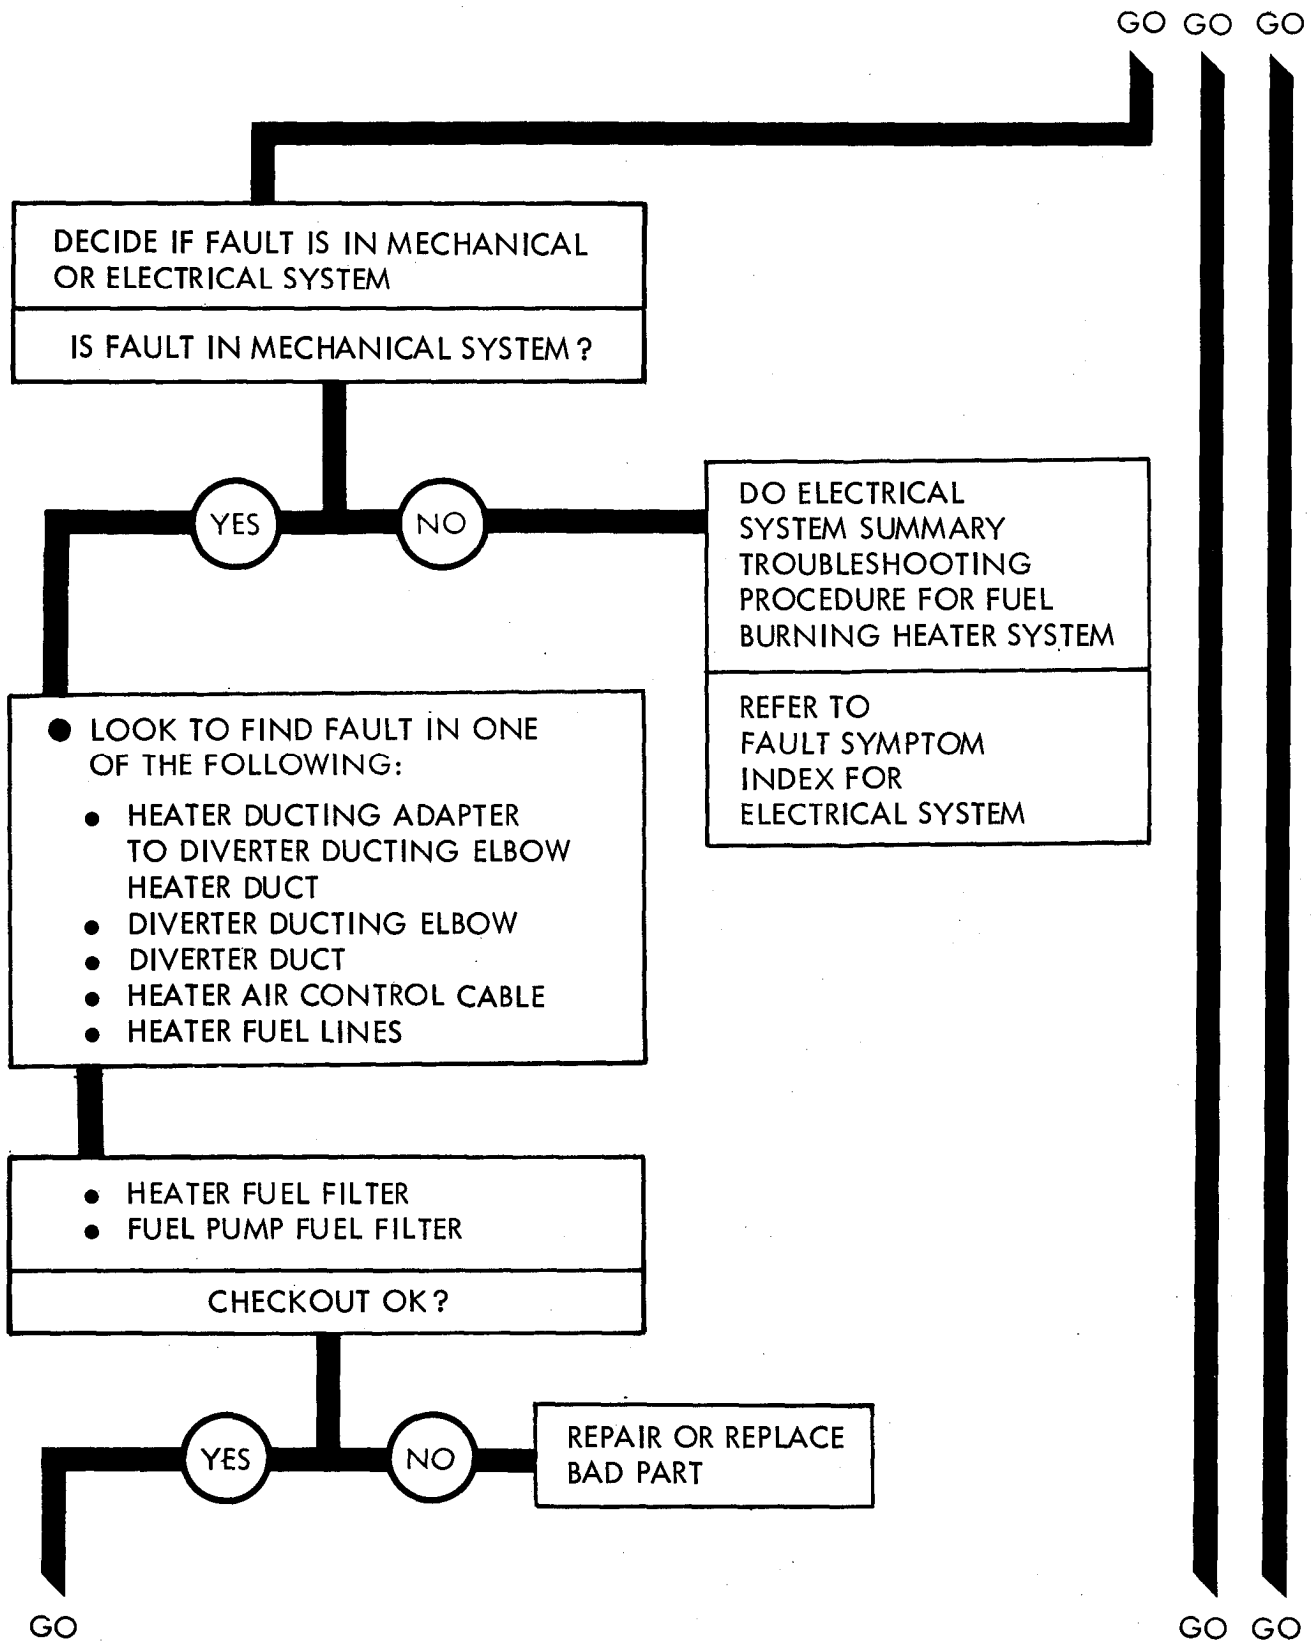 GO GO GO
DECIDE IF FAULT IS IN MECHANICAL
OR ELECTRICAL SYSTEM
IS FAULT IN MECHANICAL SYSTEM?
YES
NO
DO ELECTRICAL
SYSTEM SUMMARY
TROUBLESHOOTING
PROCEDURE FOR FUEL
BURNING HEATER SYSTEM
REFER TO
FAULT SYMPTOM
INDEX FOR
ELECTRICAL SYSTEM
● LOOK TO FIND FAULT IN ONE
OF THE FOLLOWING:
● HEATER DUCTING ADAPTER
TO DIVERTER DUCTING ELBOW
HEATER DUCT
● DIVERTER DUCTING ELBOW
● DIVERTER DUCT
● HEATER AIR CONTROL CABLE
● HEATER FUEL LINES
● HEATER FUEL FILTER
● FUEL PUMP FUEL FILTER
CHECKOUT OK?
YES
NO
REPAIR OR REPLACE
BAD PART
GO
GO GO